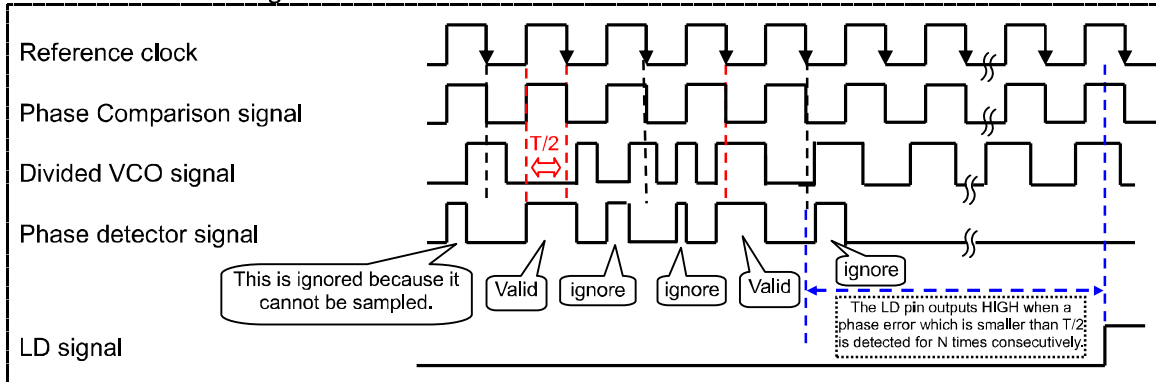 Reference clock
Phase Comparison signal
T/2
Divided VCO signal
Phase detector signal
This is ignored because it
cannot be sampled.
Valid
ignore
ignore
Valid
ignore
The LD pin outputs HIGH when a
phase error which is smaller than T/2
is detected for N times consecutively.
LD signal